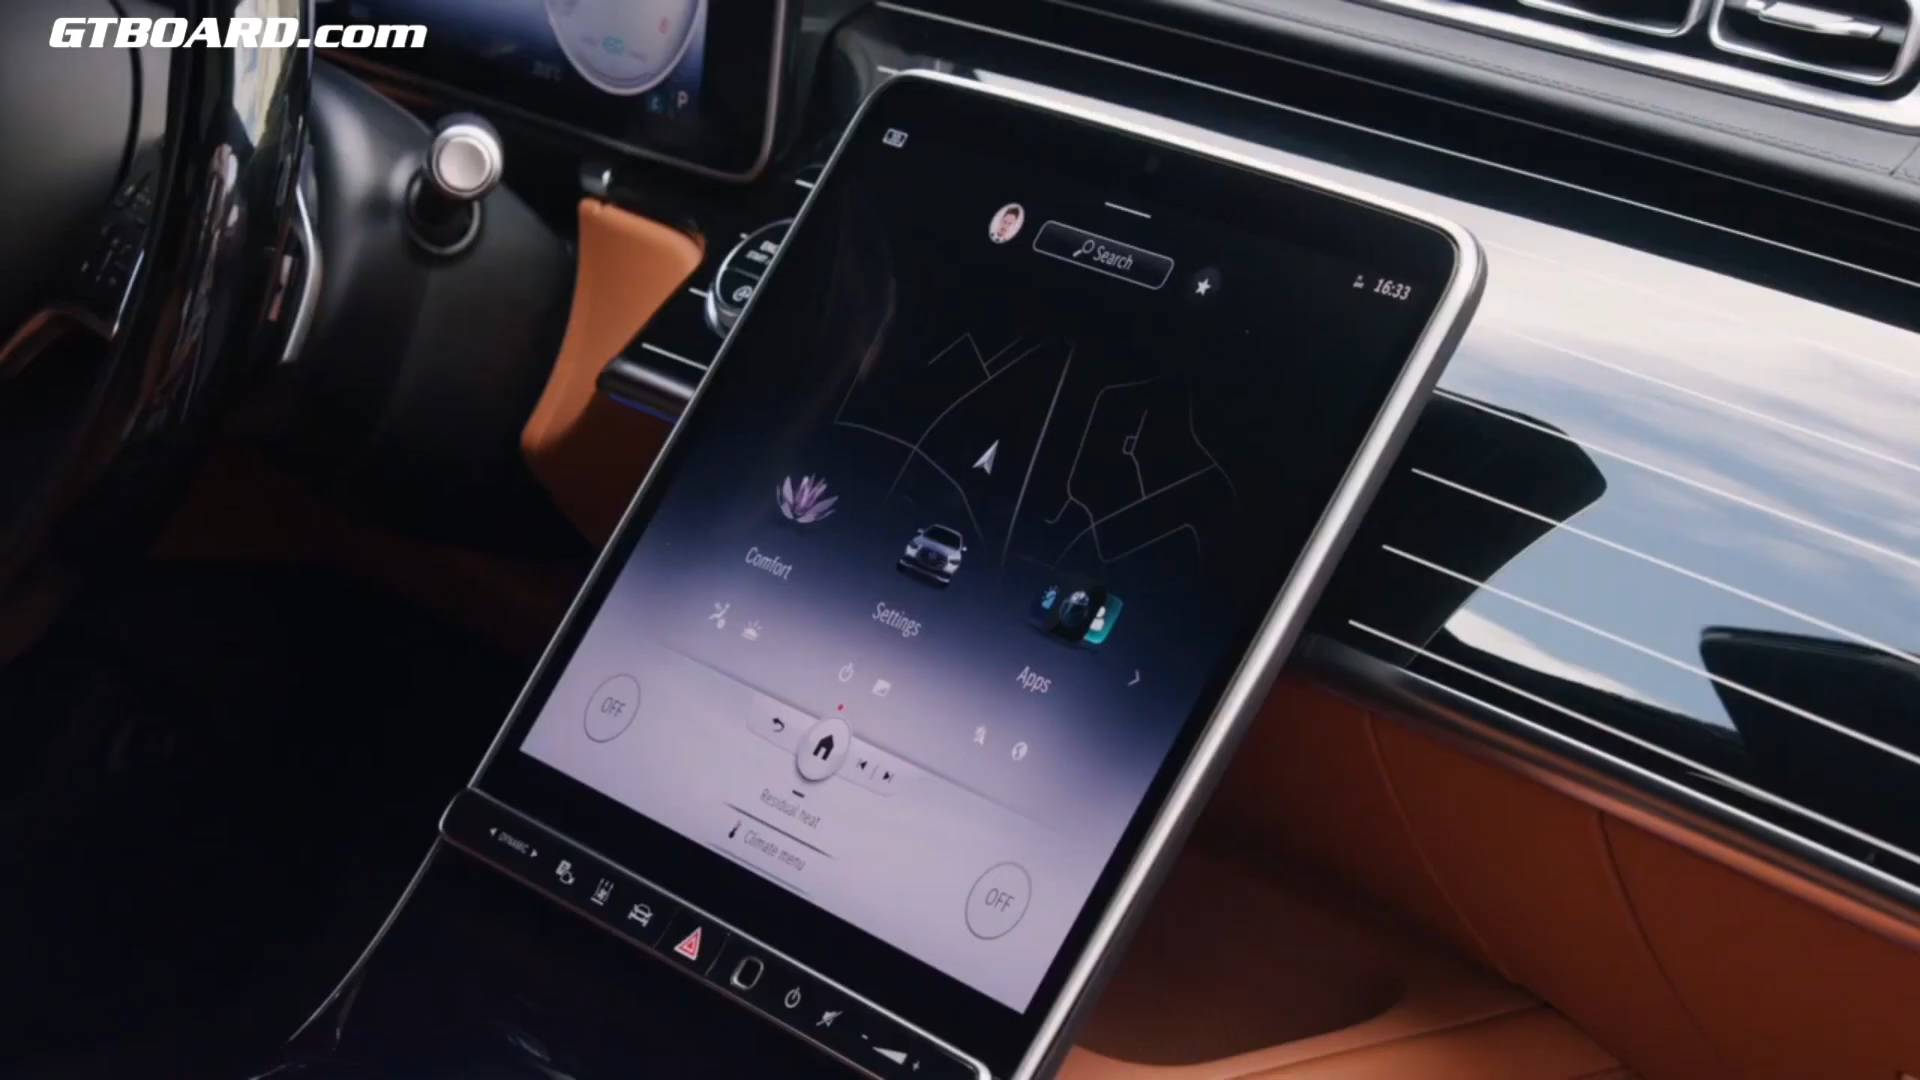 GTBOARD.com
P
Search
16:33
Comfort
Settings
Apps
OFF
Residual heat
Climate menu
OFF
DYNAMIC